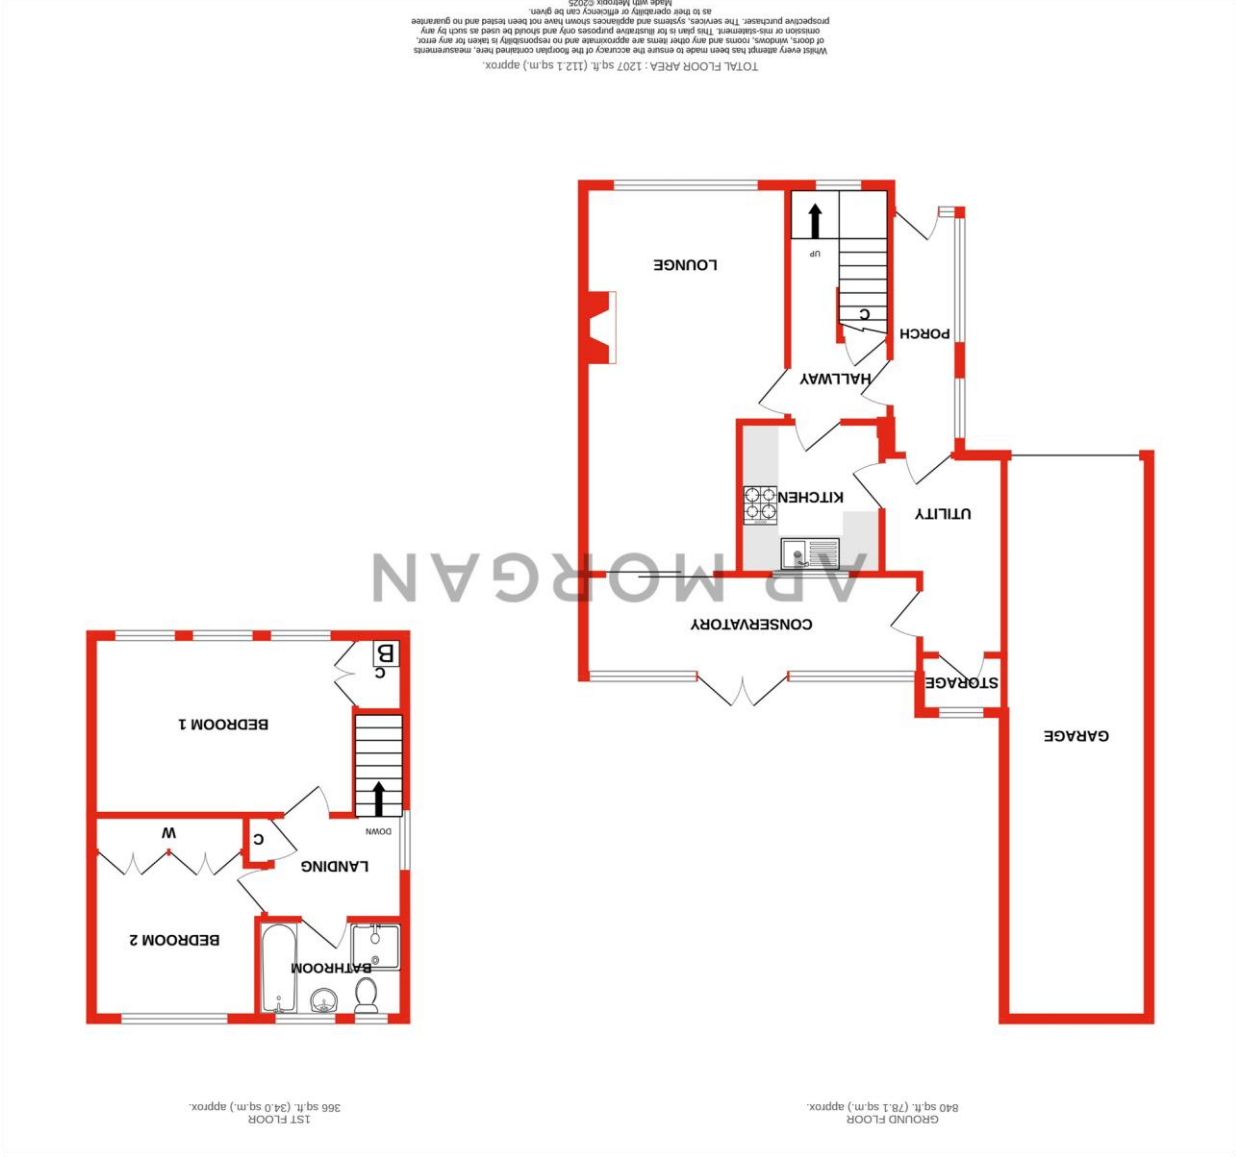 GROUND FLOOR
840 sq.ft. (78.1 sq.m.) approx.
GARAGE
STORAGE
CONSERVATORY
UTILITY
KITCHEN
HALLWAY
PORCH
C
LOUNGE
UP
1ST FLOOR
366 sq.ft. (34.0 sq.m.) approx.
BATHROOM
BEDROOM 2
LANDING
C
W
DOWN
BEDROOM 1
C
B
AP MORGAN
TOTAL FLOOR AREA : 1207 sq.ft. (112.1 sq.m.) approx.
Whilst every attempt has been made to ensure the accuracy of the floorplan contained here, measurements
of doors, windows, rooms and any other items are approximate and no responsibility is taken for any error,
omission or mis-statement. This plan is for illustrative purposes only and should be used as such by any
prospective purchaser. The services, systems and appliances shown have not been tested and no guarantee
as to their operability or efficiency can be given.
Made with Metropix ©2025